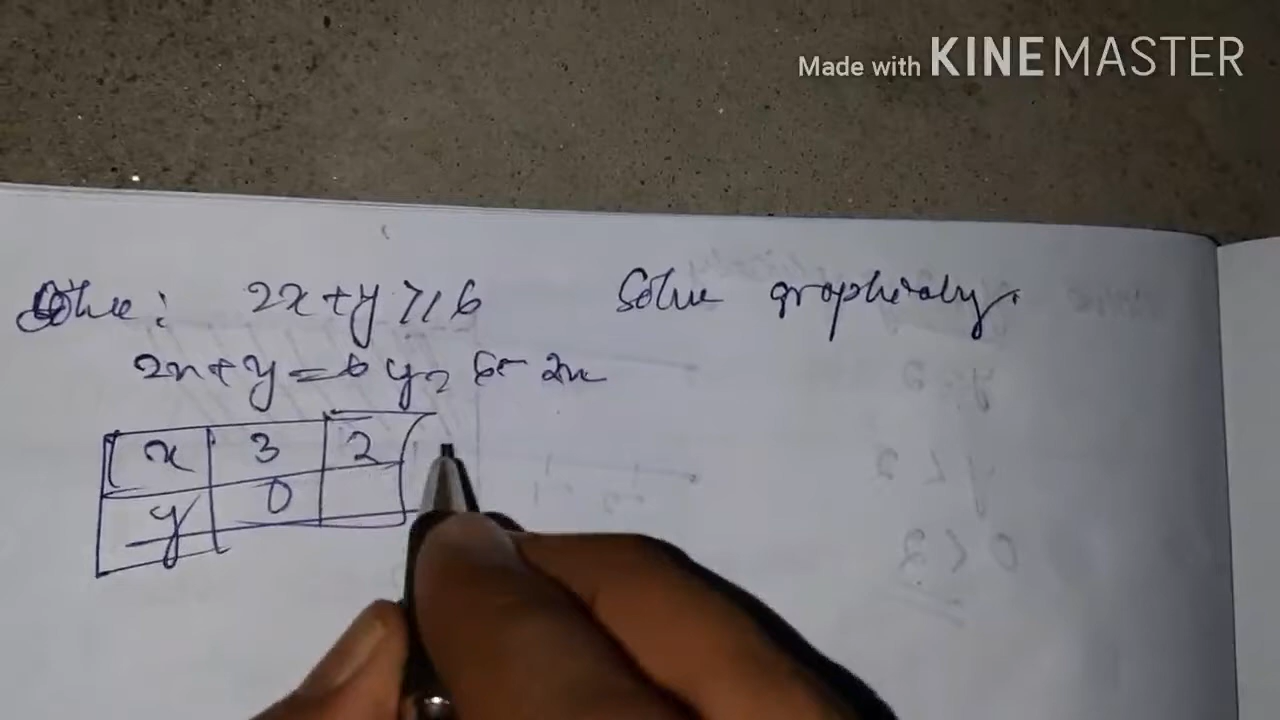 Made with KINEMASTER
Solve: 2x+y ≥ 6 Solve graphically.
2x+y=6 y= 6-2x
x 3 2
y 0